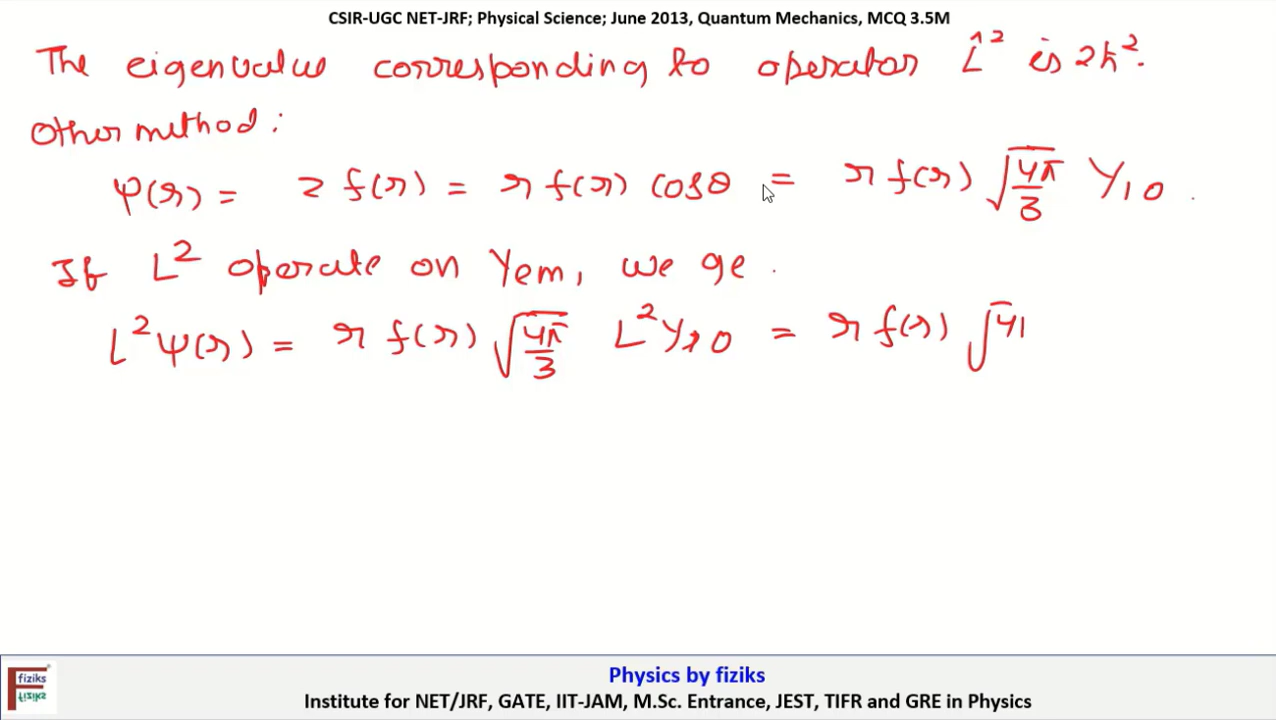 CSIR-UGC NET-JRF; Physical Science; June 2013, Quantum Mechanics, MCQ 3.5M
The eigenvalue corresponding to operator L̂² is 2ħ².
Other method:
ψ(r) = z f(r) = r f(r) cosθ = r f(r) √(4π/3) Y₁₀ .
If L² operate on Yem, we ge
L²ψ(r) = r f(r) √(4π/3) L²Y₁₀ = r f(r) √4
fiziks
Physics by fiziks
Institute for NET/JRF, GATE, IIT-JAM, M.Sc. Entrance, JEST, TIFR and GRE in Physics